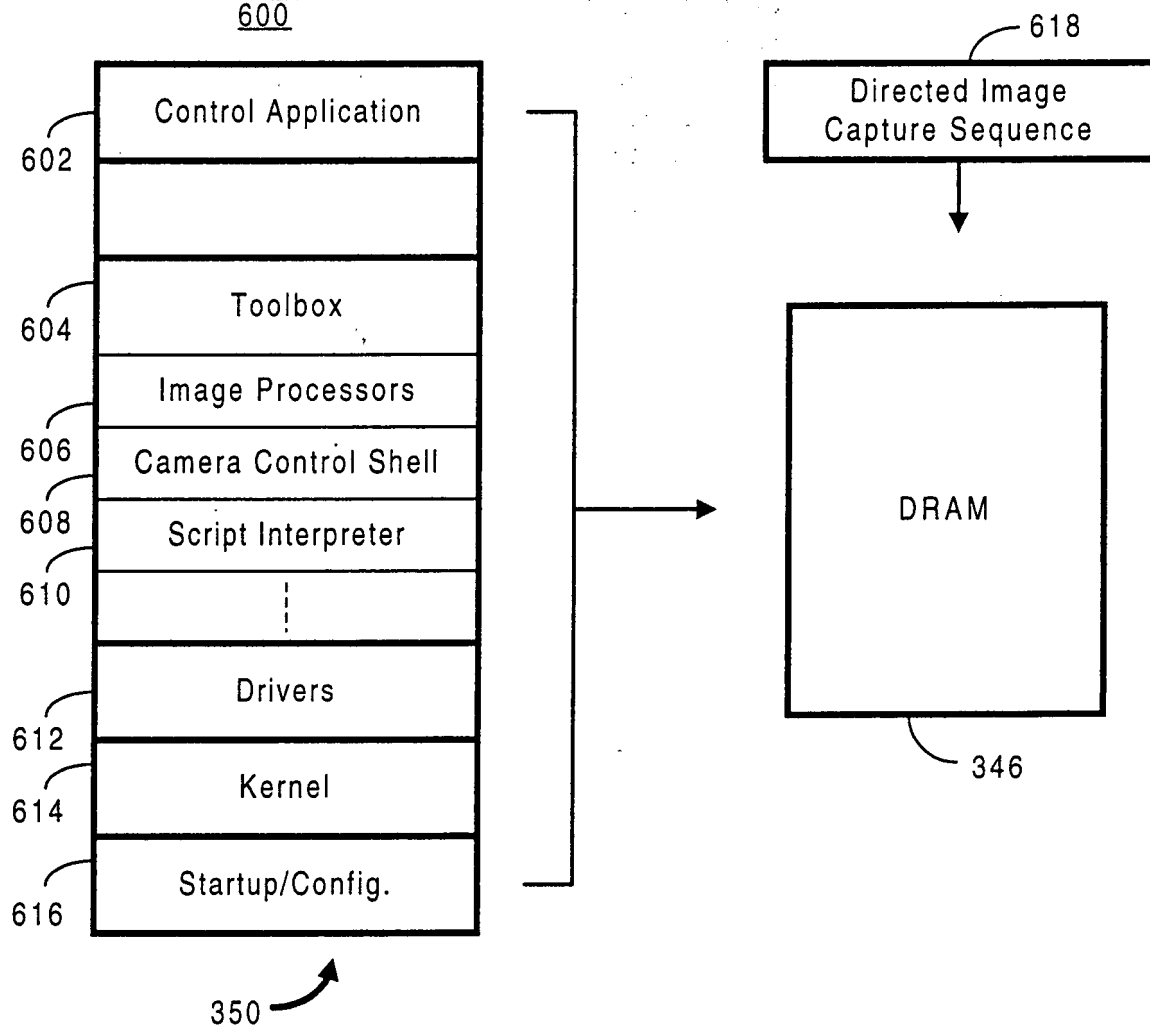 600
618
Control Application
Directed Image
Capture Sequence
602
Toolbox
604
Image Processors
606
Camera Control Shell
608
Script Interpreter
DRAM
610
Drivers
612
346
Kernel
614
Startup/Config.
616
350